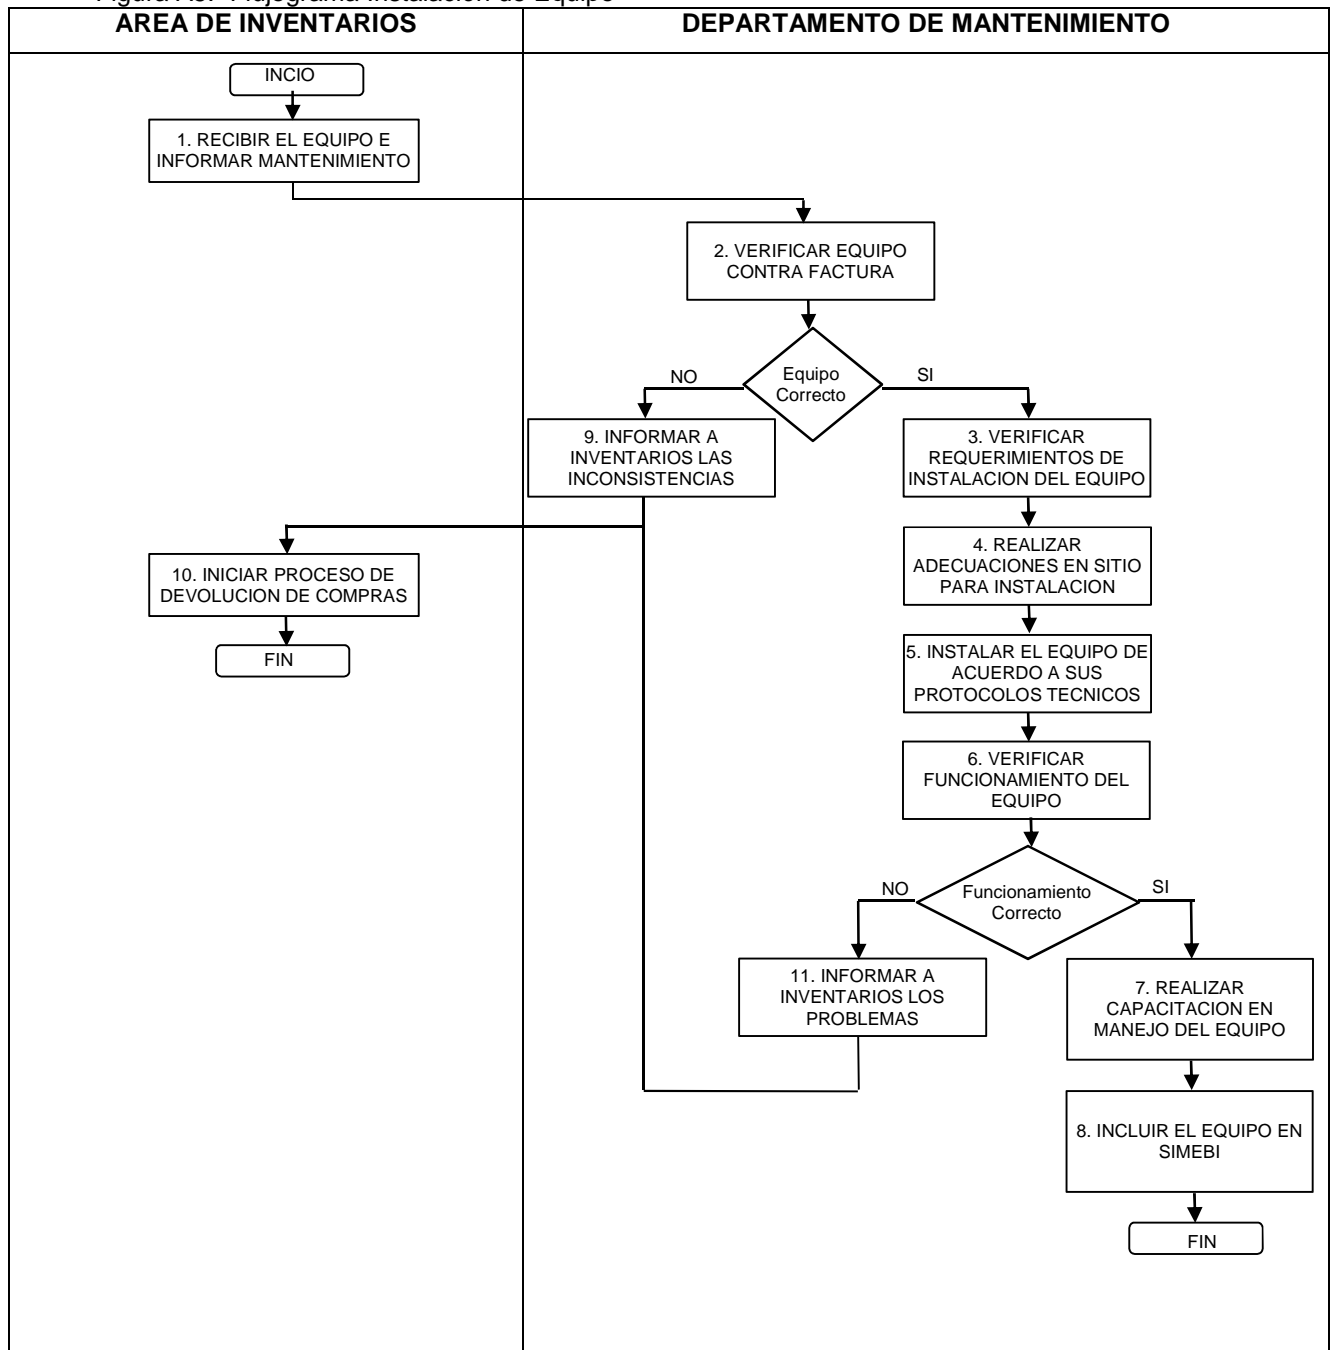 AREA DE INVENTARIOS
DEPARTAMENTO DE MANTENIMIENTO
INCIO
1. RECIBIR EL EQUIPO E
INFORMAR MANTENIMIENTO
2. VERIFICAR EQUIPO
CONTRA FACTURA
Equipo
Correcto
NO
SI
9. INFORMAR A
INVENTARIOS LAS
INCONSISTENCIAS
3. VERIFICAR
REQUERIMIENTOS DE
INSTALACION DEL EQUIPO
10. INICIAR PROCESO DE
DEVOLUCION DE COMPRAS
FIN
4. REALIZAR
ADECUACIONES EN SITIO
PARA INSTALACION
5. INSTALAR EL EQUIPO DE
ACUERDO A SUS
PROTOCOLOS TECNICOS
6. VERIFICAR
FUNCIONAMIENTO DEL
EQUIPO
Funcionamiento
Correcto
NO
SI
11. INFORMAR A
INVENTARIOS LOS
PROBLEMAS
7. REALIZAR
CAPACITACION EN
MANEJO DEL EQUIPO
8. INCLUIR EL EQUIPO EN
SIMEBI
FIN